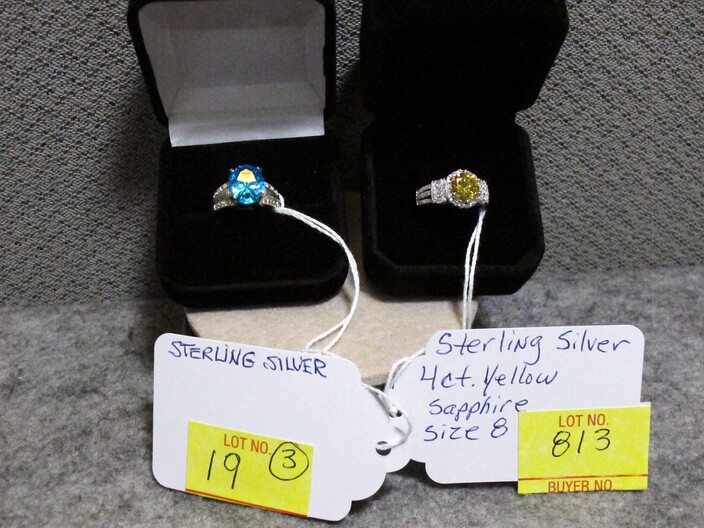 STERLING SILVER
LOT NO.
19 3
Sterling Silver
4ct. Yellow
Sapphire
Size 8
LOT NO.
813
BUYER NO.